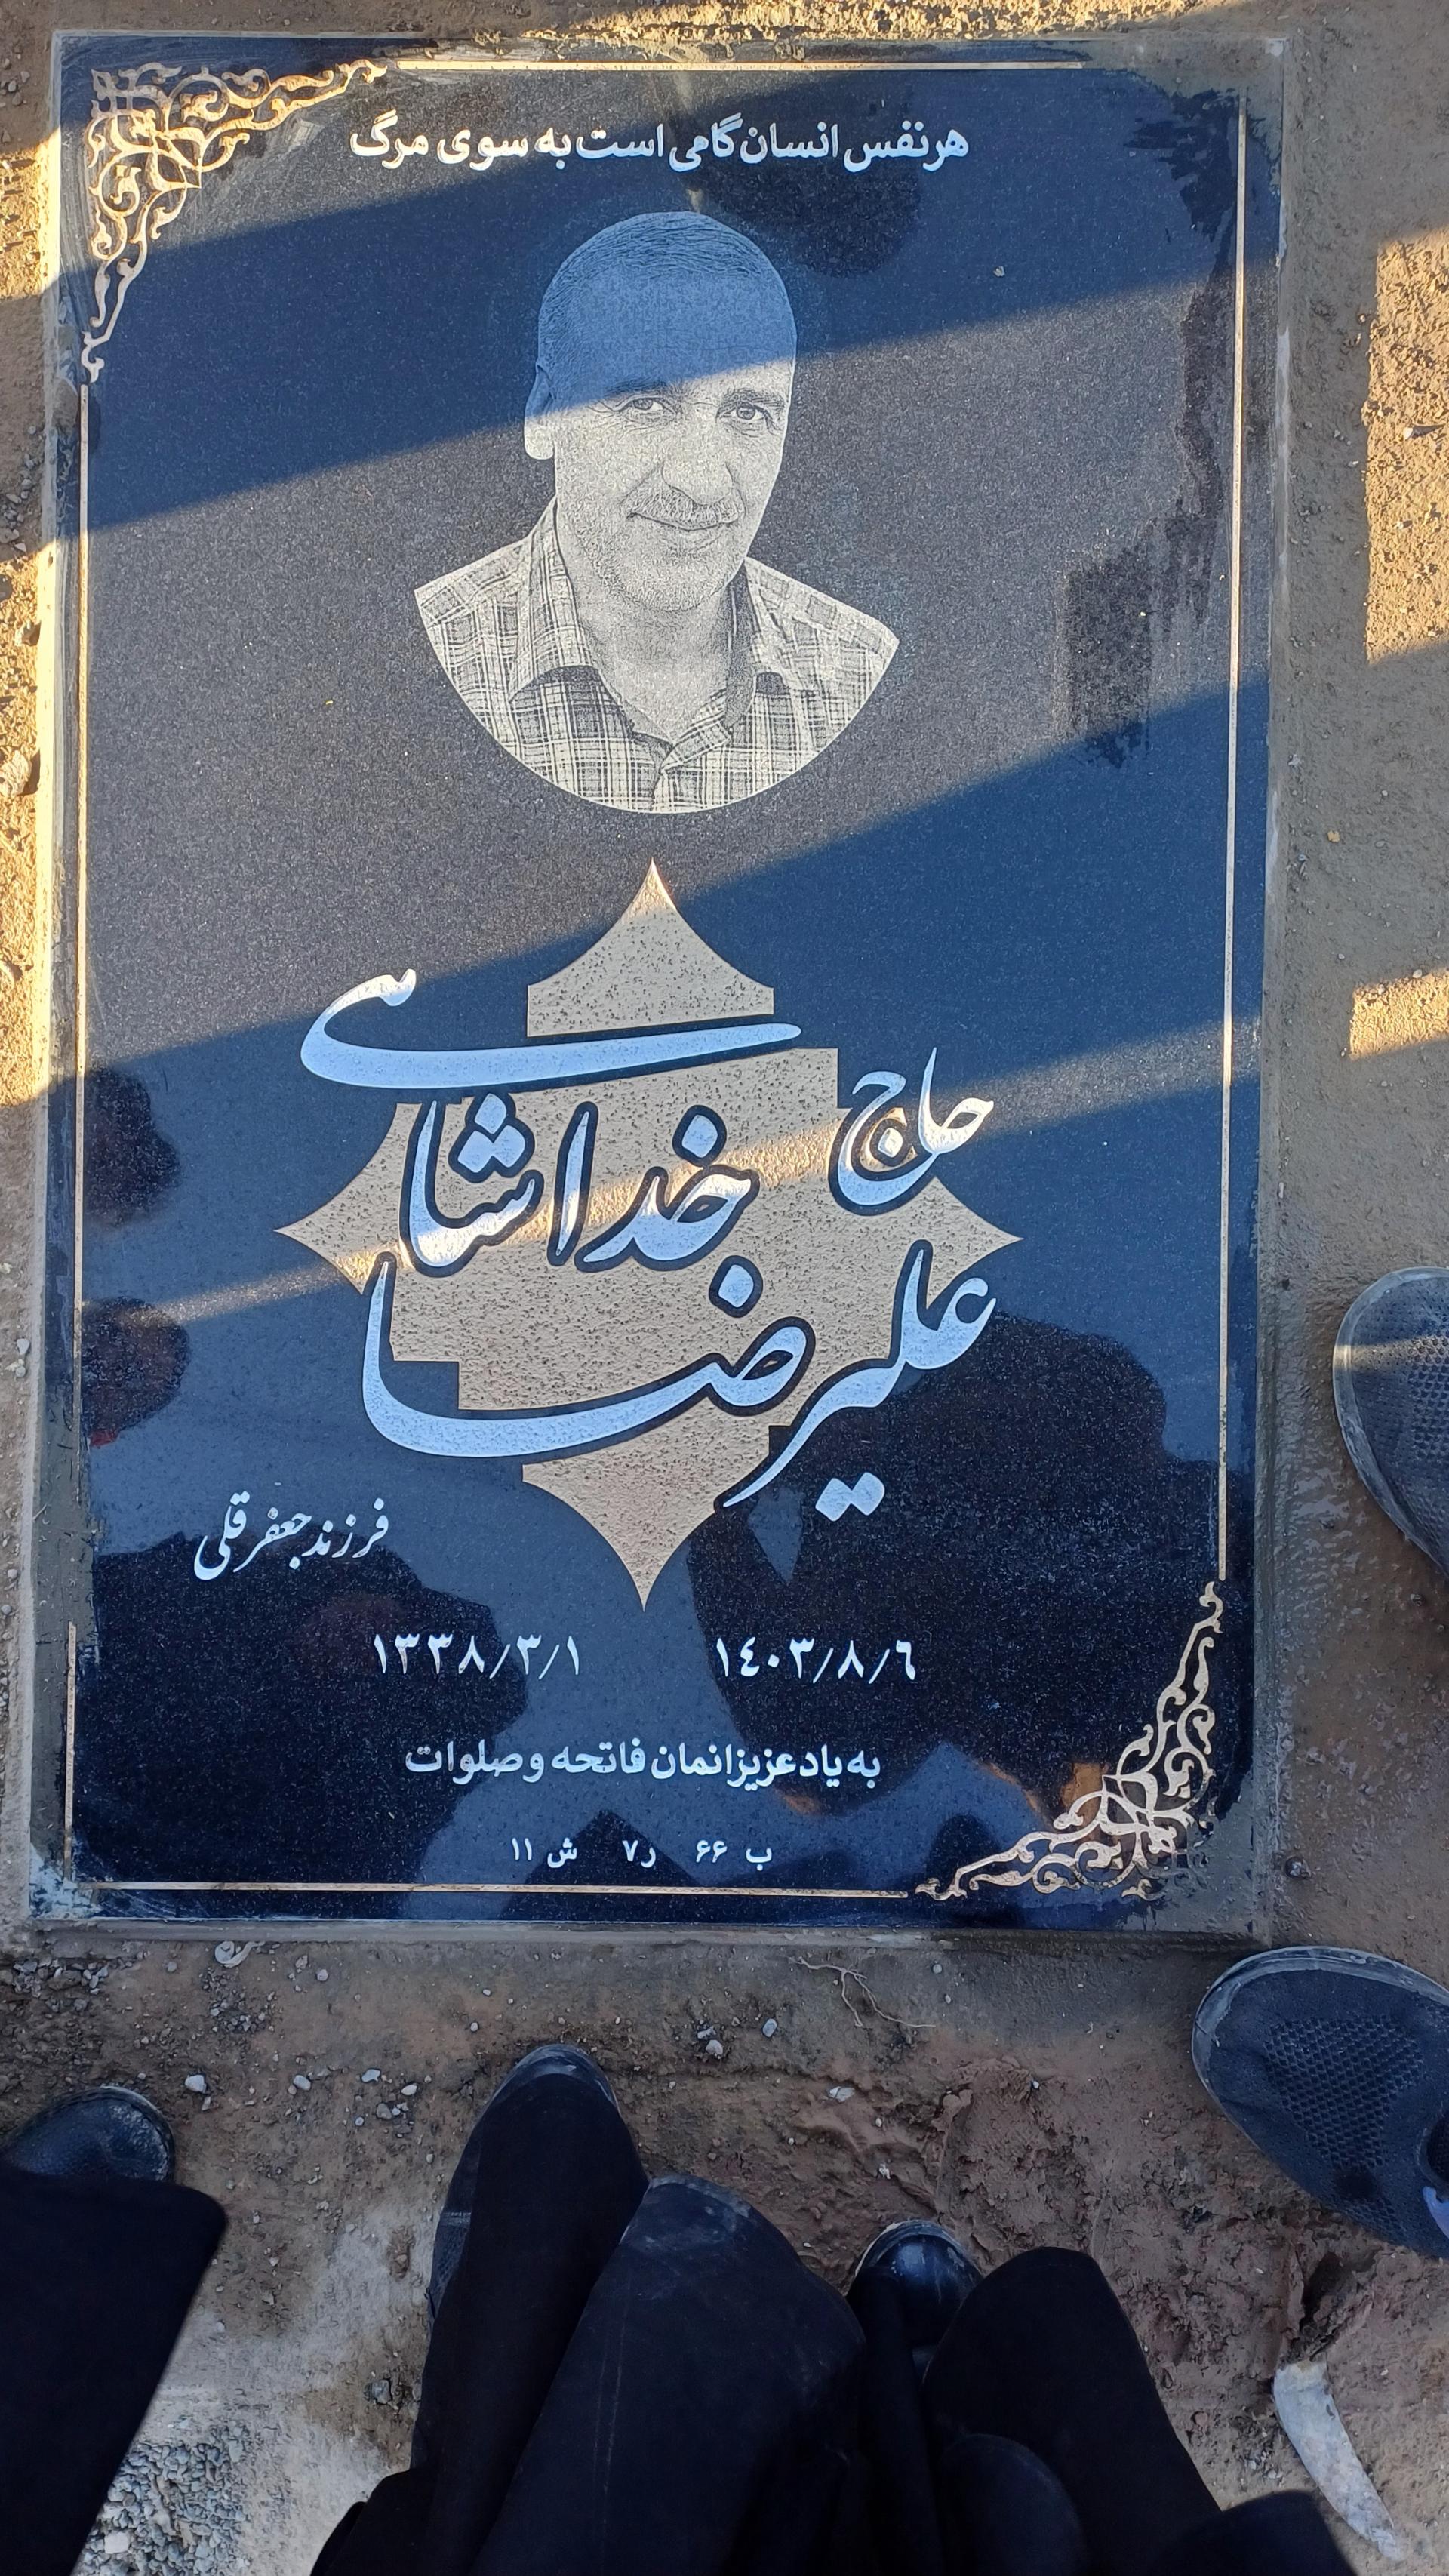 هر نفس انسان گامی است به سوی مرگ
حاج
علیرضا
خداشاهی
فرزند جعفرقلی
۱۳۳۸/۳/۱ ۱۴۰۳/۸/۶
به یاد عزیزانمان فاتحه و صلوات
ب ۶۶ ر ۷ ش ۱۱